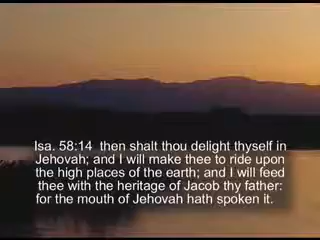 Isa. 58:14  then shalt thou delight thyself in
Jehovah; and I will make thee to ride upon
the high places of the earth; and I will feed
thee with the heritage of Jacob thy father:
for the mouth of Jehovah hath spoken it.